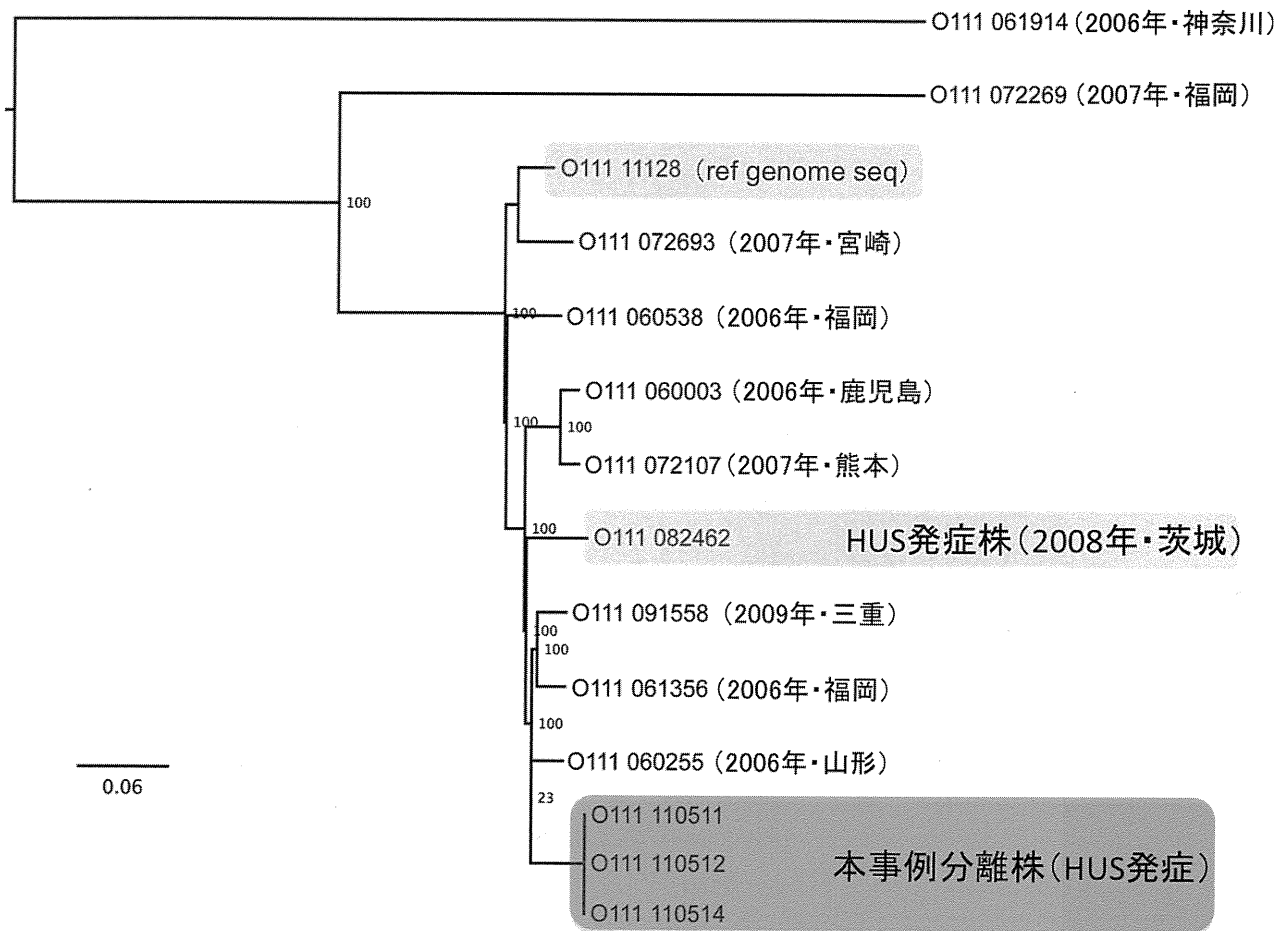 O111 061914 (2006年・神奈川)
O111 072269 (2007年・福岡)
100
O111 11128 (ref genome seq)
O111 072693 (2007年・宮崎)
100
O111 060538 (2006年・福岡)
O111 060003 (2006年・鹿児島)
100
100
O111 072107 (2007年・熊本)
100
O111 082462 HUS発症株(2008年・茨城)
O111 091558 (2009年・三重)
100
100
O111 061356 (2006年・福岡)
100
O111 060255 (2006年・山形)
0.06
23
O111 110511
O111 110512 本事例分離株(HUS発症)
O111 110514